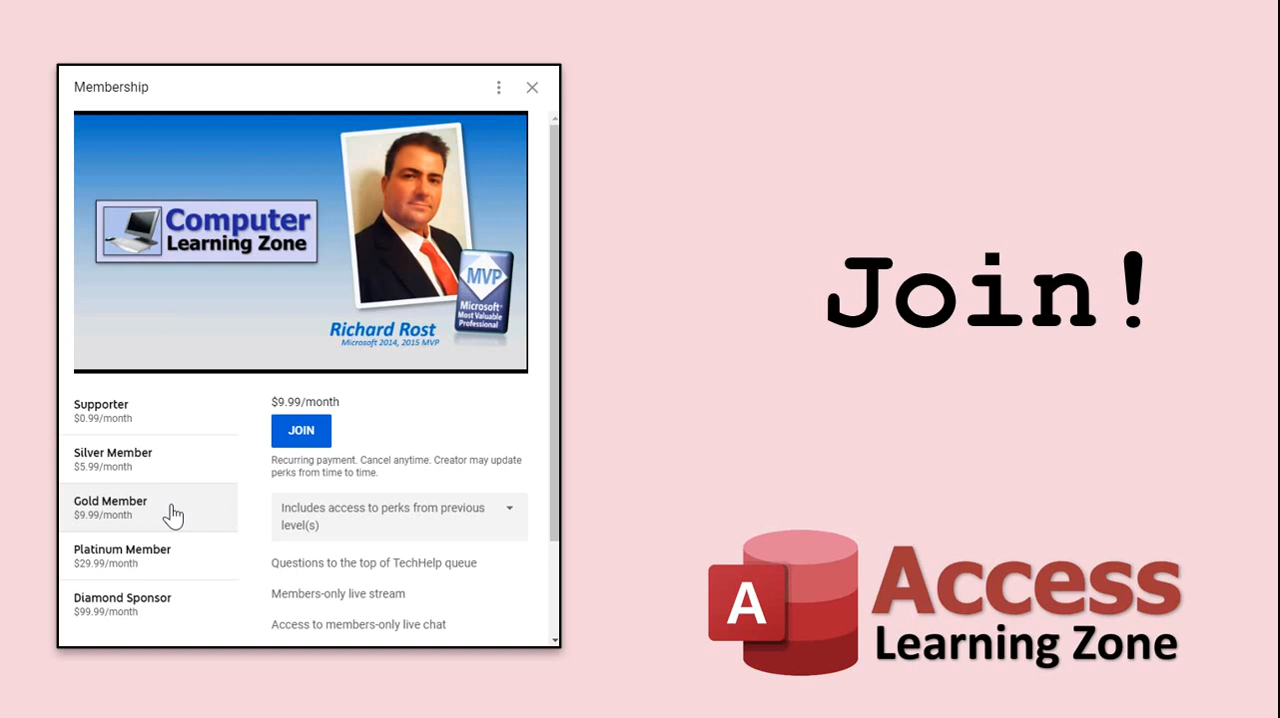 Membership
Computer
Learning Zone
MVP
Microsoft®
Most Valuable
Professional
Richard Rost
Microsoft 2014, 2015 MVP
Supporter
$0.99/month
Silver Member
$5.99/month
Gold Member
$9.99/month
Platinum Member
$29.99/month
Diamond Sponsor
$99.99/month
$9.99/month
JOIN
Recurring payment. Cancel anytime. Creator may update
perks from time to time.
Includes access to perks from previous
level(s)
Questions to the top of TechHelp queue
Members-only live stream
Access to members-only live chat
Join!
A
Access
Learning Zone